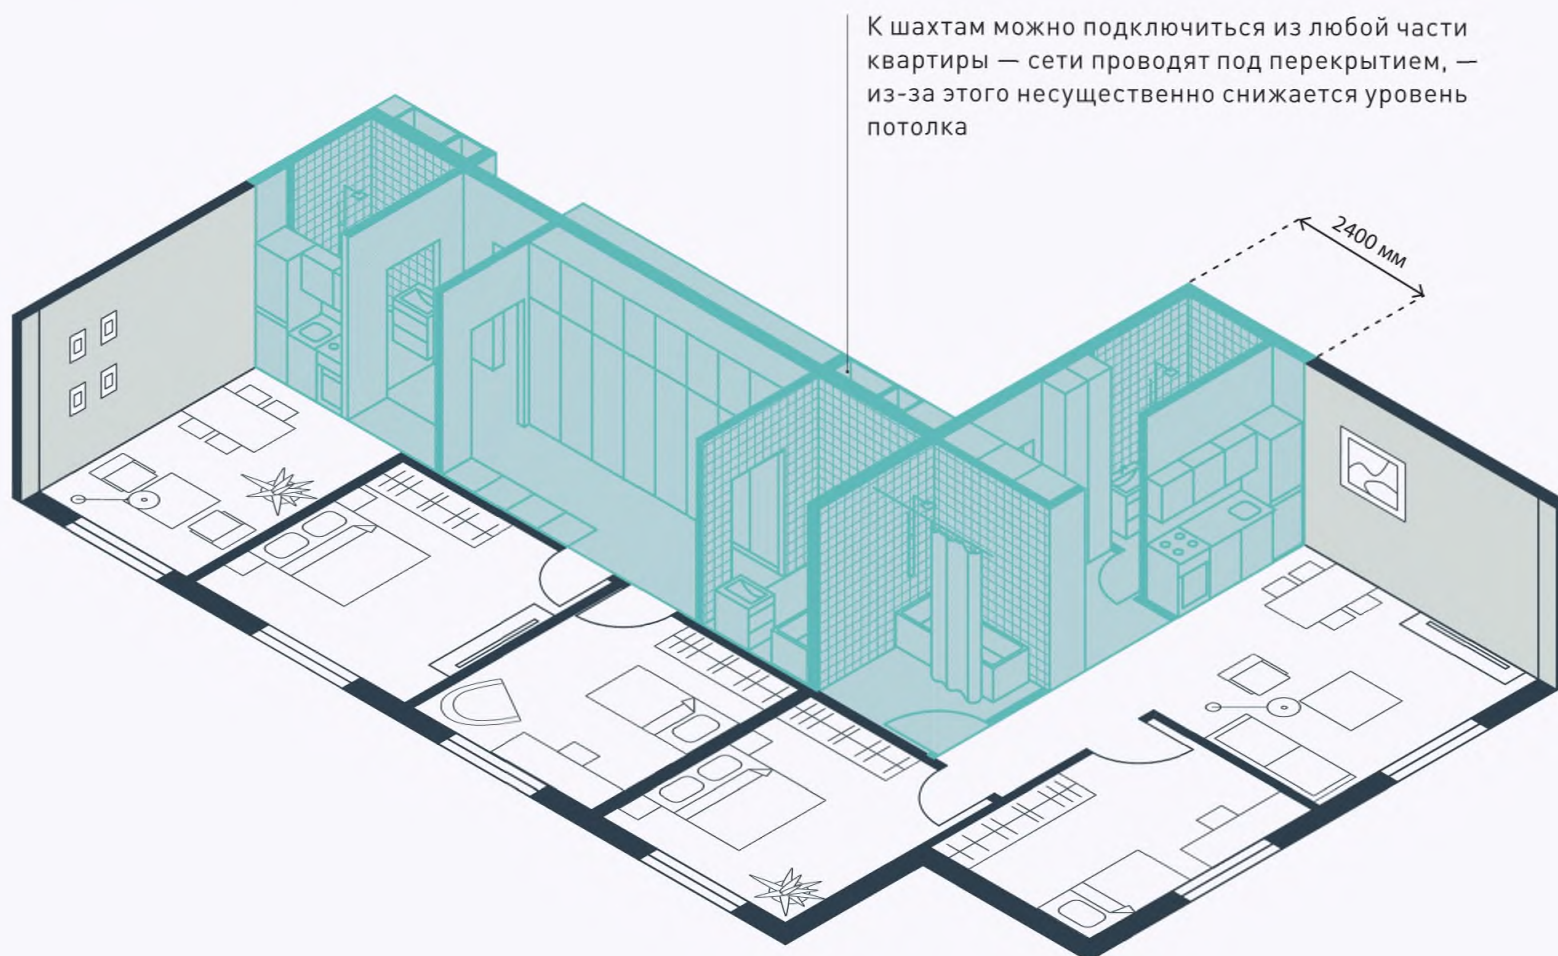 К шахтам можно подключиться из любой части
квартиры — сети проводят под перекрытием, —
из-за этого несущественно снижается уровень
потолка
2400 мм